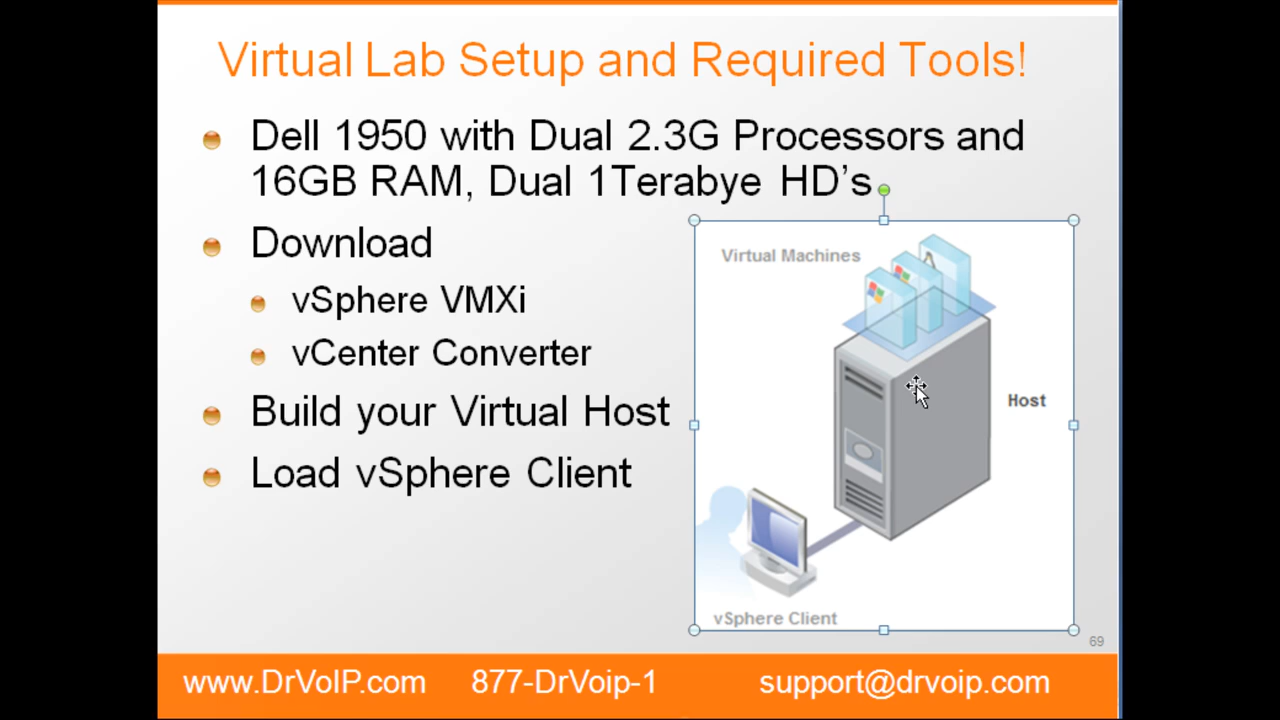 Virtual Lab Setup and Required Tools!
Dell 1950 with Dual 2.3G Processors and
16GB RAM, Dual 1Terabye HD's
Download
vSphere VMXi
vCenter Converter
Build your Virtual Host
Load vSphere Client
Virtual Machines
Host
vSphere Client
69
www.DrVoIP.com 877-DrVoip-1 support@drvoip.com